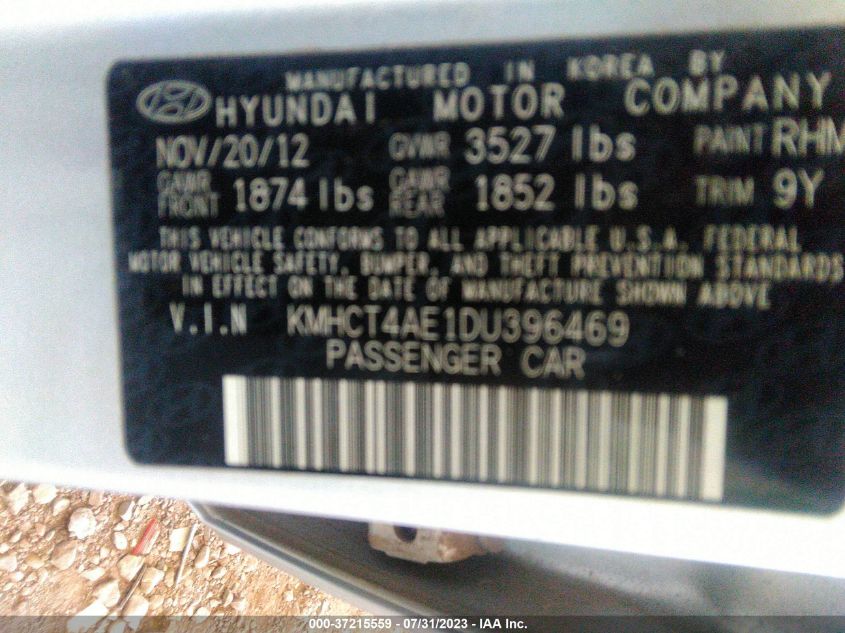 MANUFACTURED IN KOREA BY
HYUNDAI MOTOR COMPANY
NOV/20/12 GVWR 3527 lbs PAINT RHM
GAWR FRONT 1874 lbs GAWR REAR 1852 lbs TRIM 9Y
THIS VEHICLE CONFORMS TO ALL APPLICABLE U.S.A. FEDERAL
MOTOR VEHICLE SAFETY, BUMPER, AND THEFT PREVENTION STANDARDS
IN EFFECT ON THE DATE OF MANUFACTURE SHOWN ABOVE
V.I.N KMHCT4AE1DU396469
PASSENGER CAR
000-37215559 - 07/31/2023 - IAA Inc.